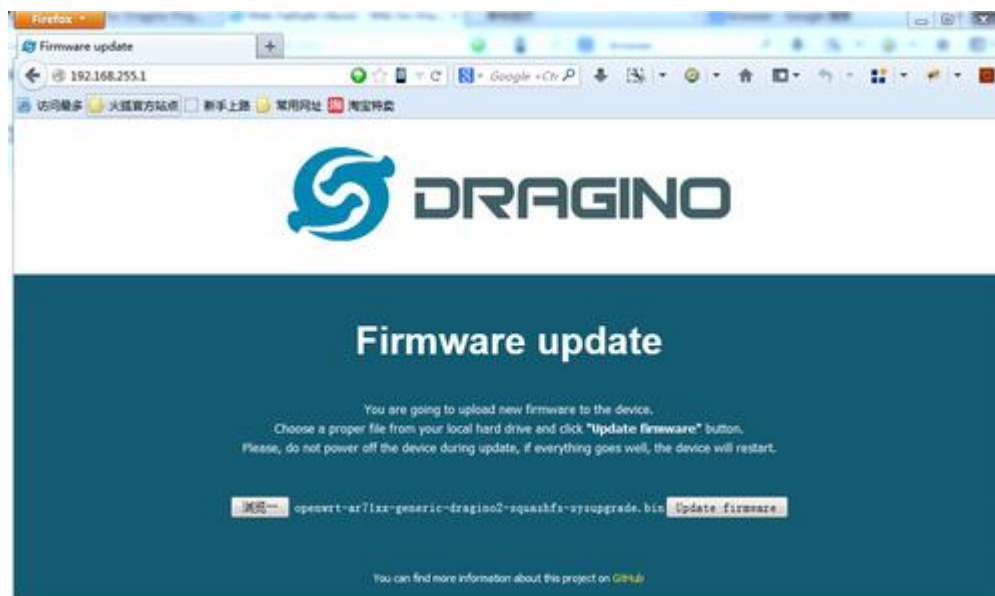 Firefox
Firmware update
192.168.255.1
Google <Ctr
访问最多 火狐官方站点 新手上路 常用网址 淘宝特卖
DRAGINO
Firmware update
You are going to upload new firmware to the device.
Choose a proper file from your local hard drive and click "Update firmware" button.
Please, do not power off the device during update, if everything goes well, the device will restart.
浏览… openwrt-ar71xx-generic-dragino2-squashfs-sysupgrade.bin Update firmware
You can find more information about this project on GitHub